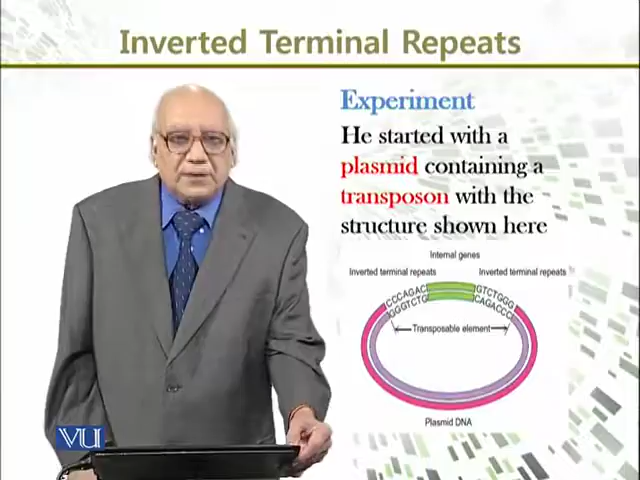 Inverted Terminal Repeats
Experiment
He started with a
plasmid containing a
transposon with the
structure shown here
Internal genes
Inverted terminal repeats
Inverted terminal repeats
CCCAGAC
GTCTGGG
GGGTCTG
CAGACCC
Transposable element
Plasmid DNA
VU